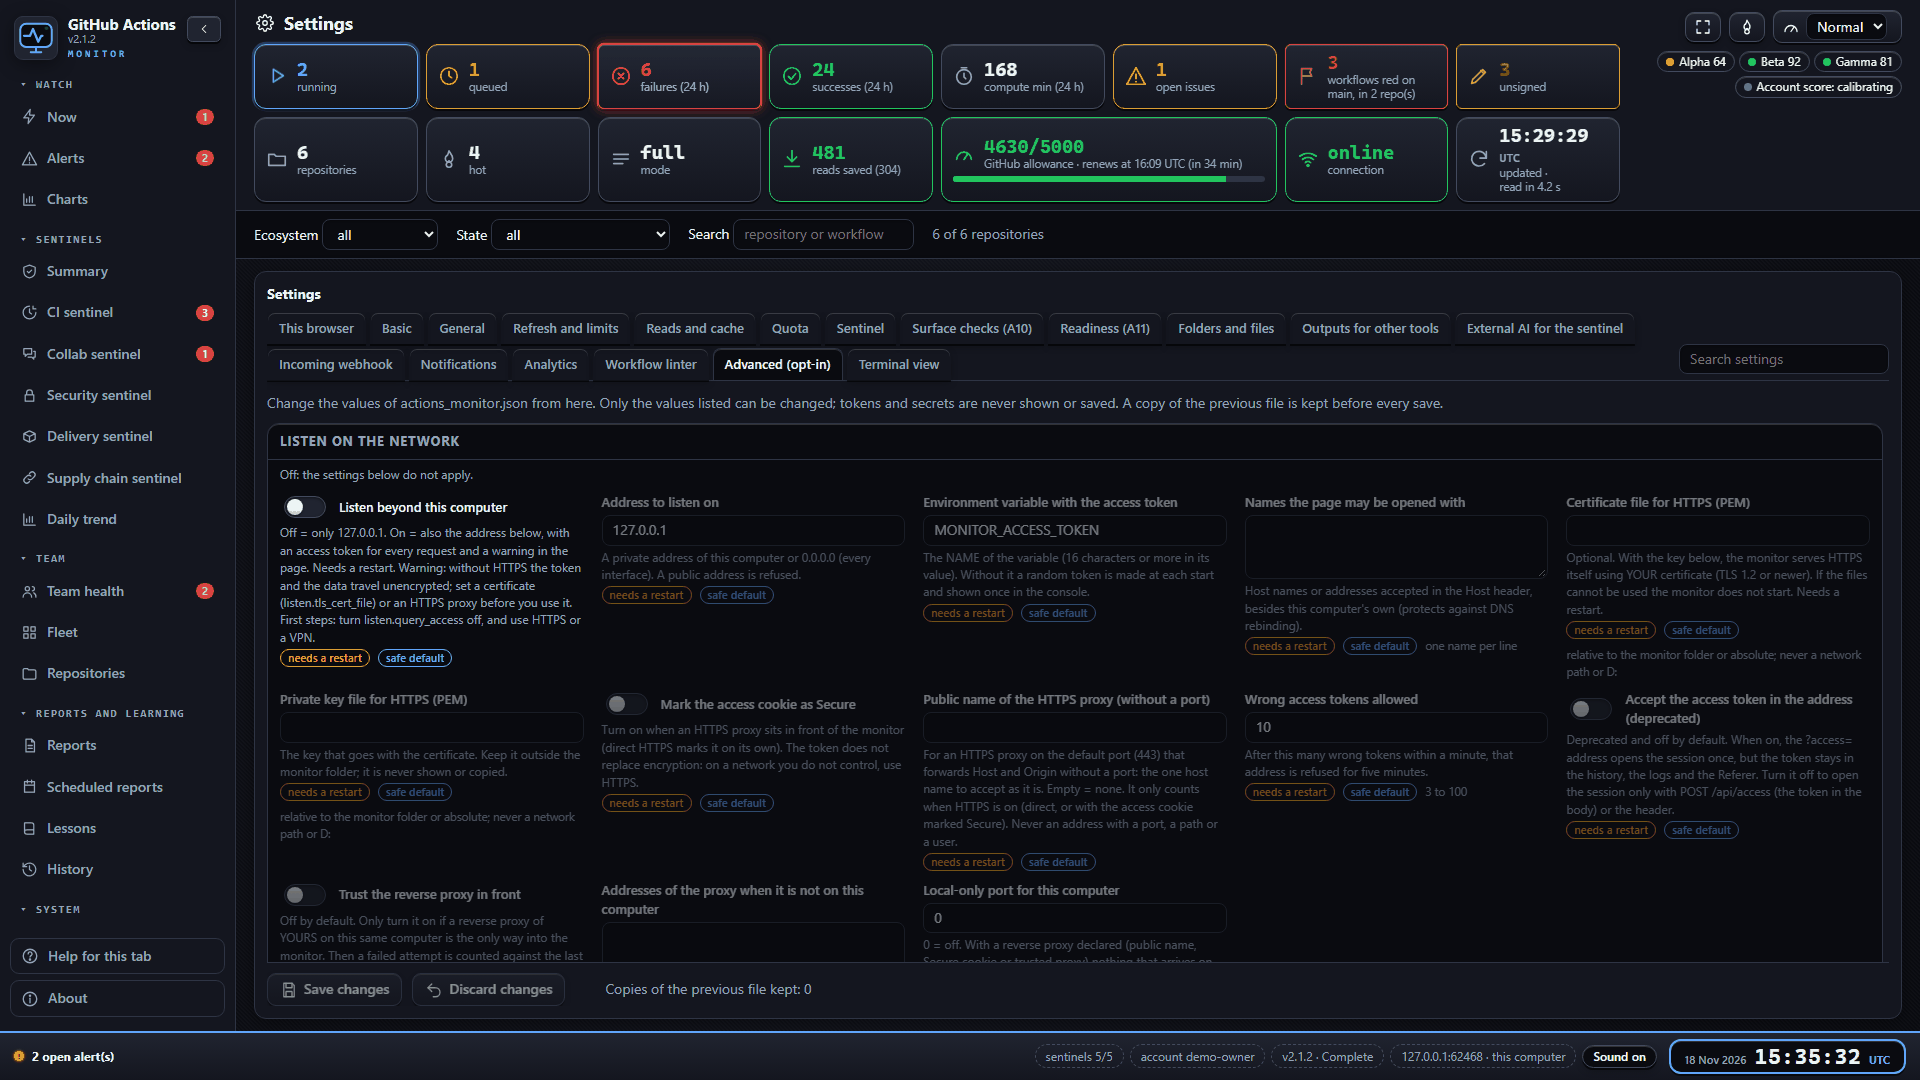 GitHub Actions
v2.1.2
MONITOR
WATCH
Now 1
Alerts 2
Charts
SENTINELS
Summary
CI sentinel 3
Collab sentinel 1
Security sentinel
Delivery sentinel
Supply chain sentinel
Daily trend
TEAM
Team health 2
Fleet
Repositories
REPORTS AND LEARNING
Reports
Scheduled reports
Lessons
History
SYSTEM
Help for this tab
About
Settings
2 running
1 queued
6 failures (24 h)
24 successes (24 h)
168 compute min (24 h)
1 open issues
3 workflows red on main, in 2 repo(s)
3 unsigned
6 repositories
4 hot
full mode
481 reads saved (304)
4630/5000
GitHub allowance · renews at 16:09 UTC (in 34 min)
online connection
15:29:29
UTC
updated ·
read in 4.2 s
Normal
Alpha 64
Beta 92
Gamma 81
Account score: calibrating
Ecosystem all
State all
Search repository or workflow
6 of 6 repositories
Settings
This browser
Basic
General
Refresh and limits
Reads and cache
Quota
Sentinel
Surface checks (A10)
Readiness (A11)
Folders and files
Outputs for other tools
External AI for the sentinel
Incoming webhook
Notifications
Analytics
Workflow linter
Advanced (opt-in)
Terminal view
Search settings
Change the values of actions_monitor.json from here. Only the values listed can be changed; tokens and secrets are never shown or saved. A copy of the previous file is kept before every save.
LISTEN ON THE NETWORK
Off: the settings below do not apply.
Listen beyond this computer
Off = only 127.0.0.1. On = also the address below, with
an access token for every request and a warning in the
page. Needs a restart. Warning: without HTTPS the token
and the data travel unencrypted; set a certificate
(listen.tls_cert_file) or an HTTPS proxy before you use it.
First steps: turn listen.query_access off, and use HTTPS or
a VPN.
needs a restart safe default
Address to listen on
127.0.0.1
A private address of this computer or 0.0.0.0 (every
interface). A public address is refused.
needs a restart safe default
Environment variable with the access token
MONITOR_ACCESS_TOKEN
The NAME of the variable (16 characters or more in its
value). Without it a random token is made at each start
and shown once in the console.
needs a restart safe default
Names the page may be opened with
Host names or addresses accepted in the Host header,
besides this computer's own (protects against DNS
rebinding).
needs a restart safe default one name per line
Certificate file for HTTPS (PEM)
Optional. With the key below, the monitor serves HTTPS
itself using YOUR certificate (TLS 1.2 or newer). If the files
cannot be used the monitor does not start. Needs a
restart.
needs a restart safe default
relative to the monitor folder or absolute; never a network
path or D:
Private key file for HTTPS (PEM)
The key that goes with the certificate. Keep it outside the
monitor folder; it is never shown or copied.
needs a restart safe default
relative to the monitor folder or absolute; never a network
path or D:
Mark the access cookie as Secure
Turn on when an HTTPS proxy sits in front of the monitor
(direct HTTPS marks it on its own). The token does not
replace encryption: on a network you do not control, use
HTTPS.
needs a restart safe default
Public name of the HTTPS proxy (without a port)
For an HTTPS proxy on the default port (443) that
forwards Host and Origin without a port: the one host
name to accept as it is. Empty = none. It only counts
when HTTPS is on (direct, or with the access cookie
marked Secure). Never an address with a port, a path or
a user.
needs a restart safe default
Wrong access tokens allowed
10
After this many wrong tokens within a minute, that
address is refused for five minutes.
needs a restart safe default 3 to 100
Accept the access token in the address
(deprecated)
Deprecated and off by default. When on, the ?access=
address opens the session once, but the token stays in
the history, the logs and the Referer. Turn it off to open
the session only with POST /api/access (the token in the
body) or the header.
needs a restart safe default
Trust the reverse proxy in front
Off by default. Only turn it on if a reverse proxy of
YOURS on this same computer is the only way into the
monitor. Then a failed attempt is counted against the last
Addresses of the proxy when it is not on this
computer
Local-only port for this computer
0
0 = off. With a reverse proxy declared (public name,
Secure cookie or trusted proxy) nothing that arrives on
Save changes
Discard changes
Copies of the previous file kept: 0
2 open alert(s)
sentinels 5/5
account demo-owner
v2.1.2 · Complete
127.0.0.1:62468 · this computer
Sound on
18 Nov 2026 15:35:32 UTC